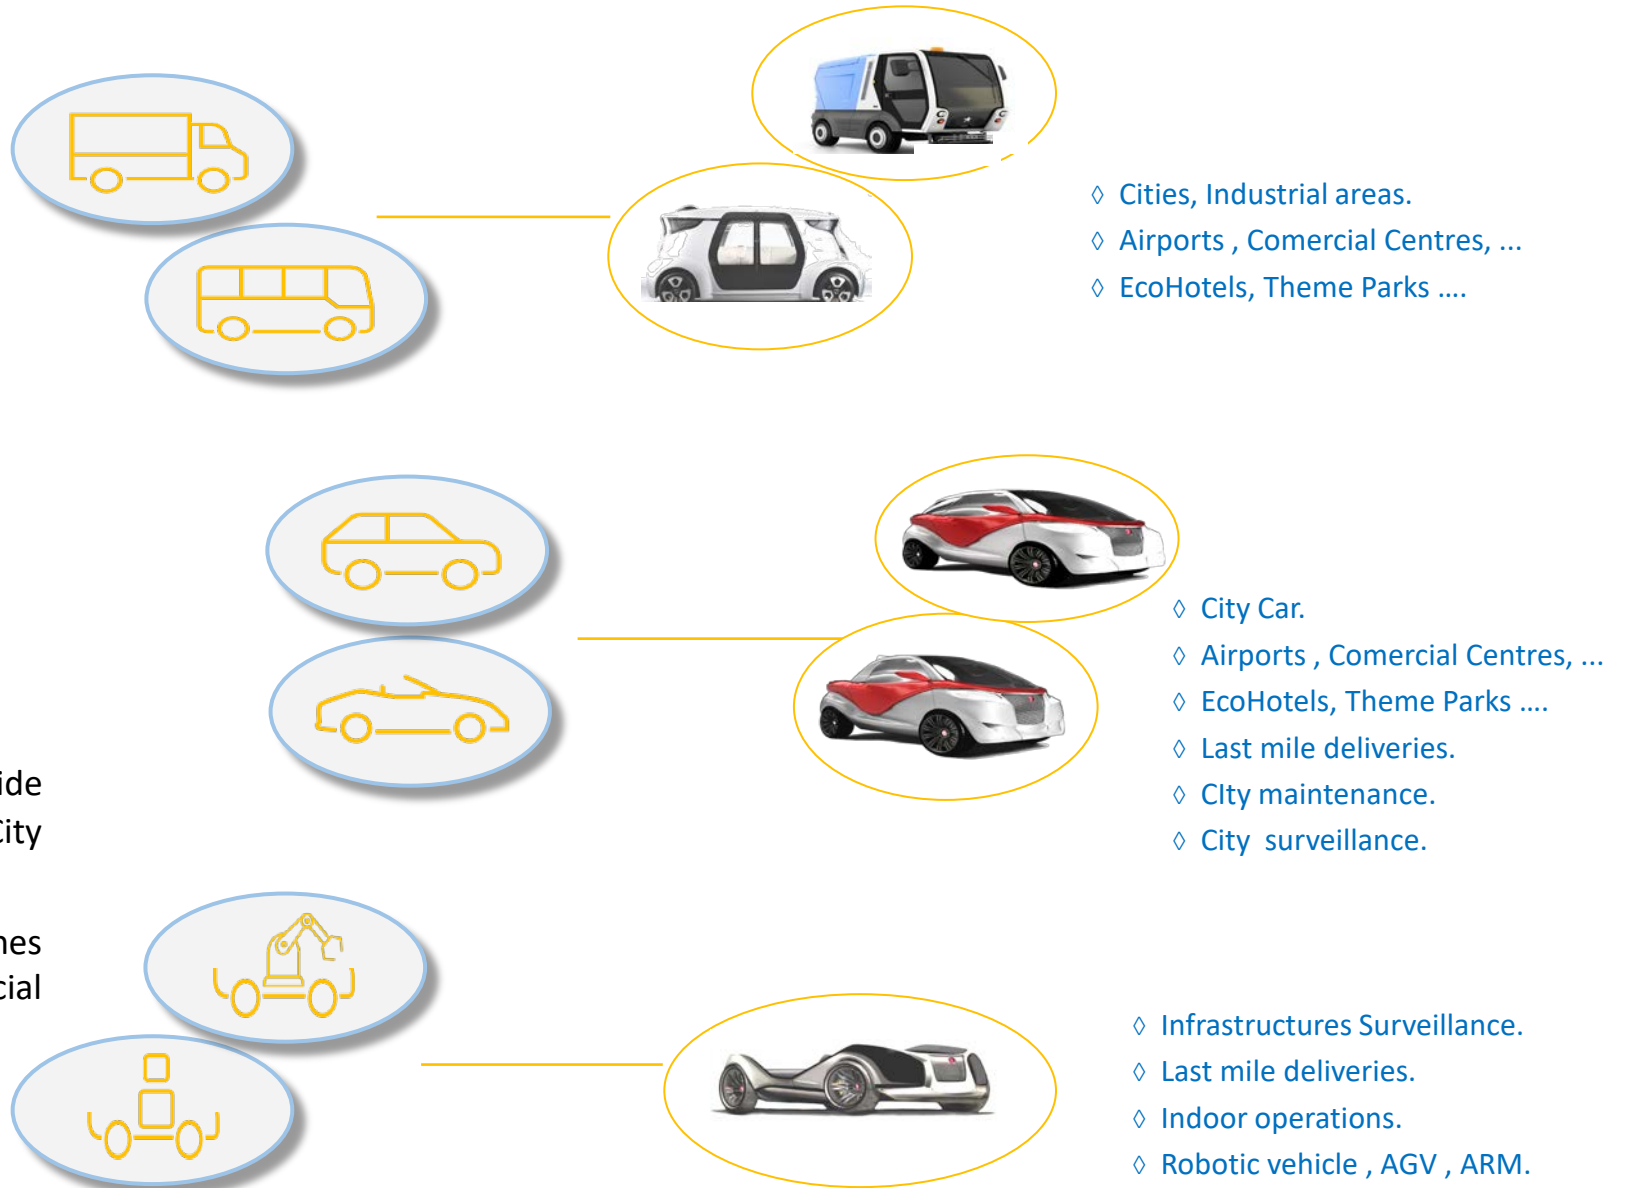 ◊ Cities, Industrial areas.
◊ Airports , Comercial Centres, ...
◊ EcoHotels, Theme Parks ....
◊ City Car.
◊ Airports , Comercial Centres, ...
◊ EcoHotels, Theme Parks ....
◊ Last mile deliveries.
◊ CIty maintenance.
◊ City  surveillance.
ide
City
nes
cial
◊ Infrastructures Surveillance.
◊ Last mile deliveries.
◊ Indoor operations.
◊ Robotic vehicle , AGV , ARM.